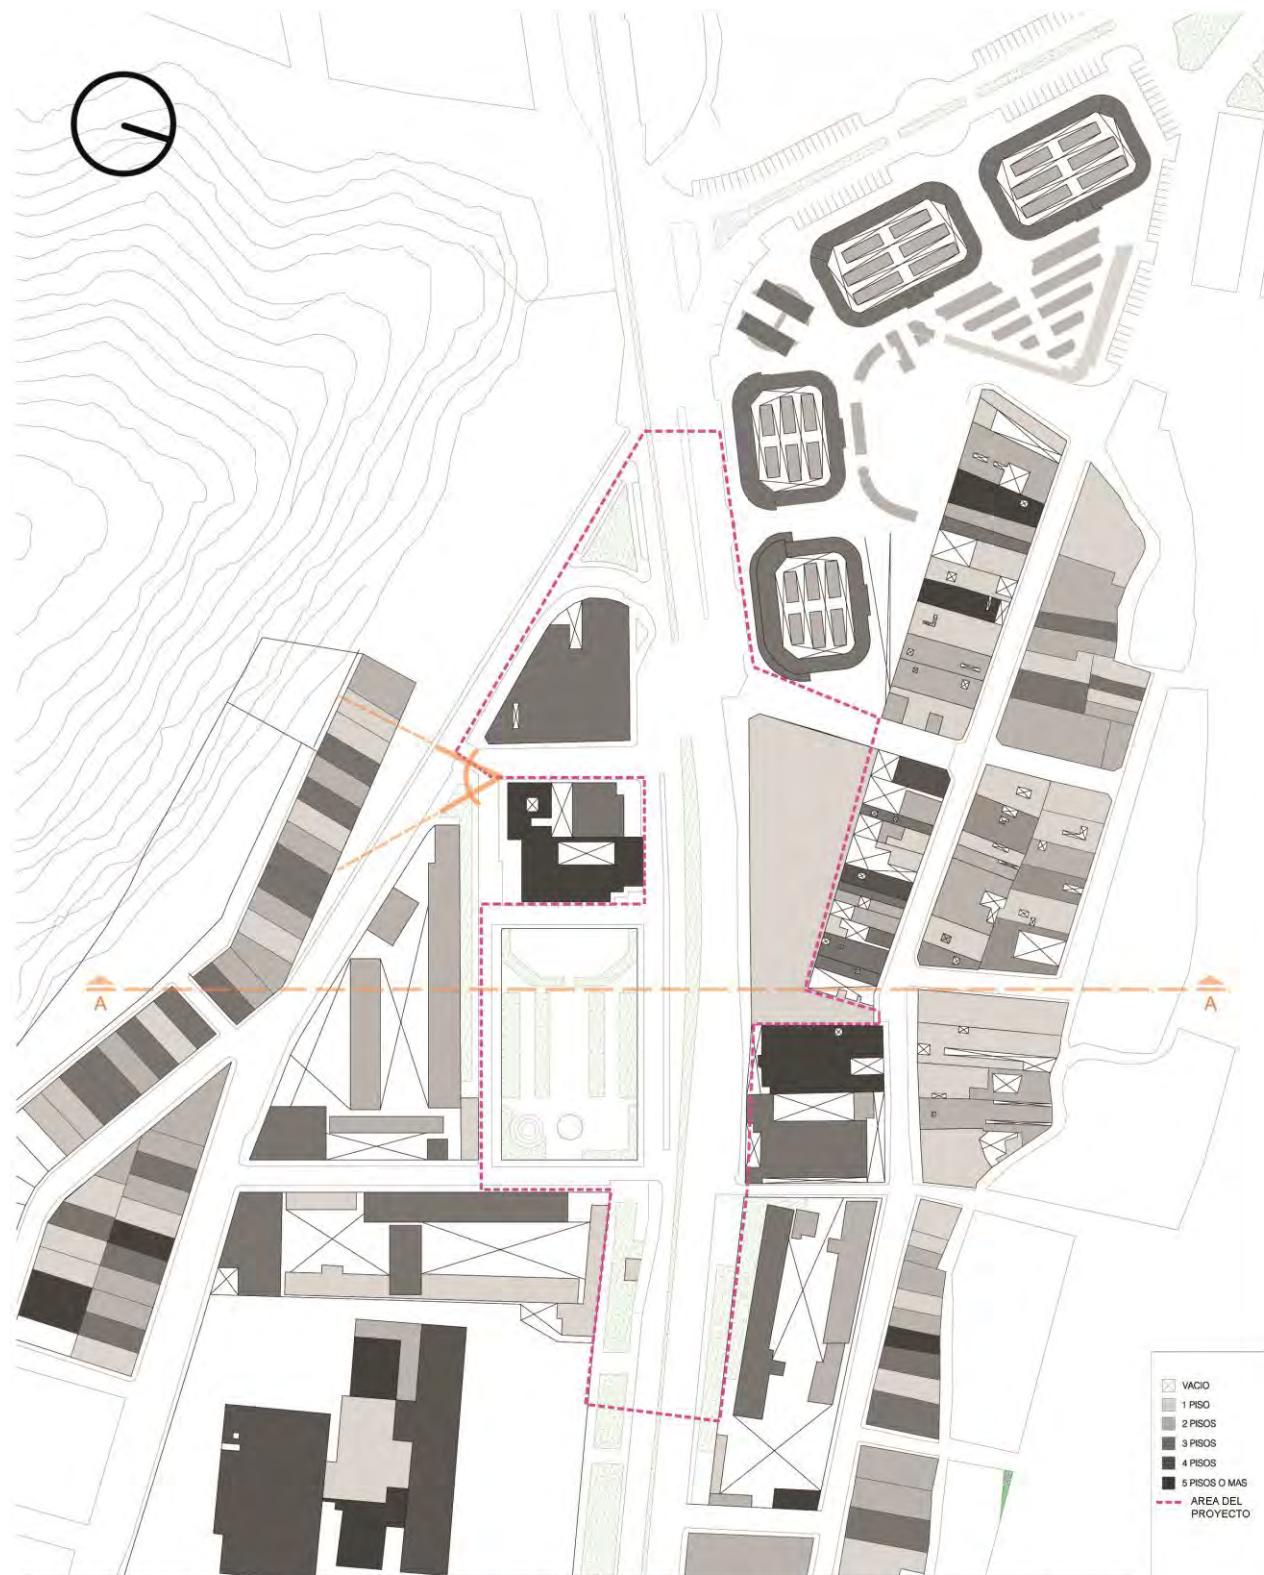 A
A
VACIO
1 PISO
2 PISOS
3 PISOS
4 PISOS
5 PISOS O MAS
AREA DEL
PROYECTO